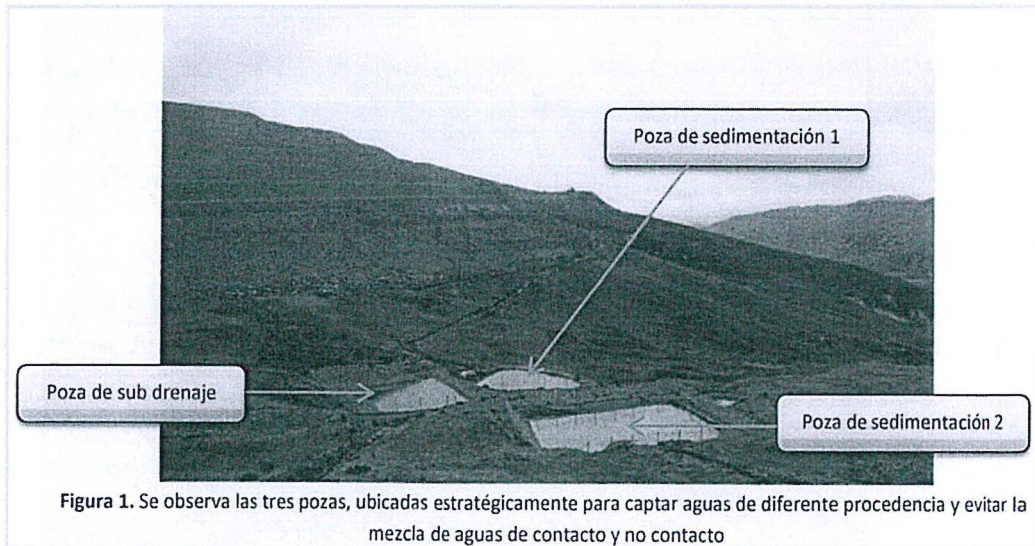 Poza de sedimentación 1
Poza de sub drenaje
Poza de sedimentación 2
Figura 1. Se observa las tres pozas, ubicadas estratégicamente para captar aguas de diferente procedencia y evitar la
mezcla de aguas de contacto y no contacto